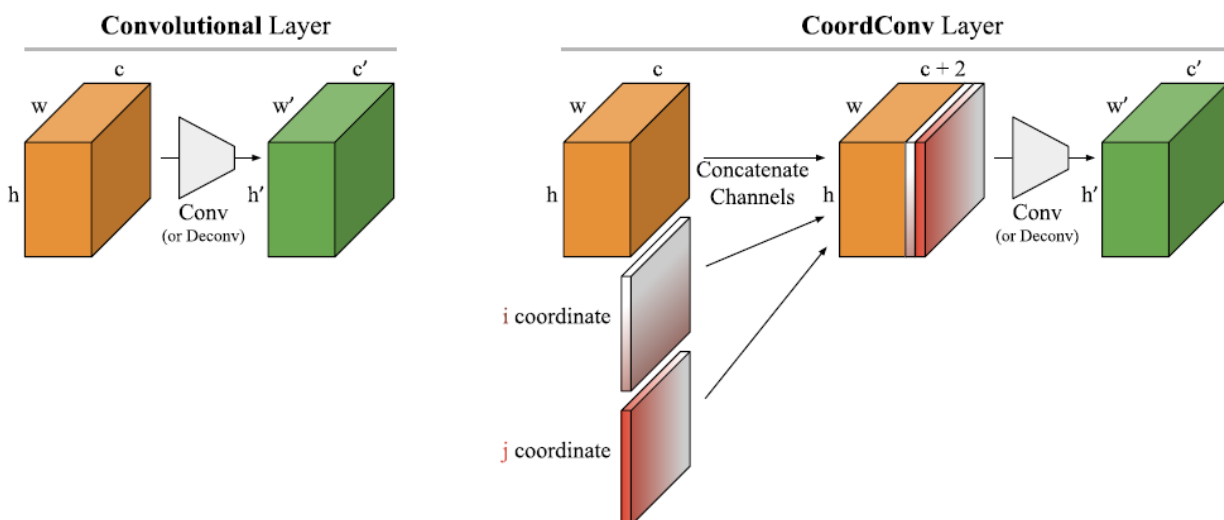 Convolutional Layer
c
w
h
Conv
(or Deconv)
c′
w′
h′
CoordConv Layer
c
w
h
Concatenate
Channels
i coordinate
j coordinate
c + 2
w
h
Conv
(or Deconv)
c′
w′
h′